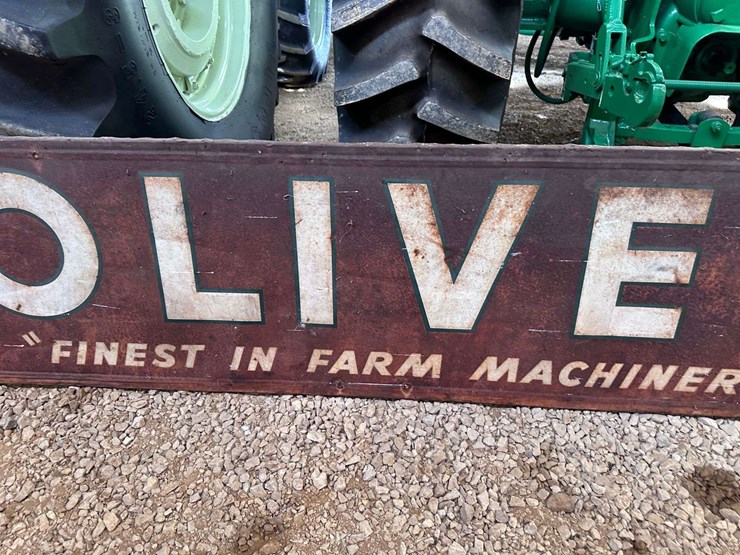 OLIVE
"FINEST IN FARM MACHINER